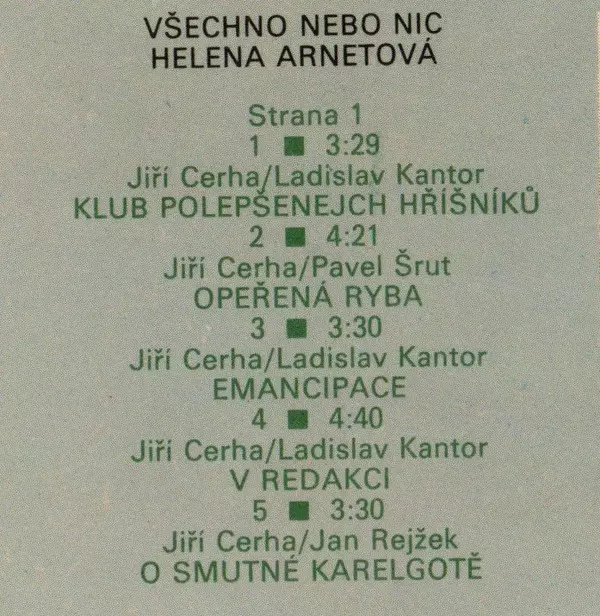 VŠECHNO NEBO NIC
HELENA ARNETOVÁ
Strana 1
1 ■ 3:29
Jiří Cerha/Ladislav Kantor
KLUB POLEPŠENEJCH HŘÍŠNÍKŮ
2 ■ 4:21
Jiří Cerha/Pavel Šrut
OPEŘENÁ RYBA
3 ■ 3:30
Jiří Cerha/Ladislav Kantor
EMANCIPACE
4 ■ 4:40
Jiří Cerha/Ladislav Kantor
V REDAKCI
5 ■ 3:30
Jiří Cerha/Jan Rejžek
O SMUTNÉ KARELGOTĚ